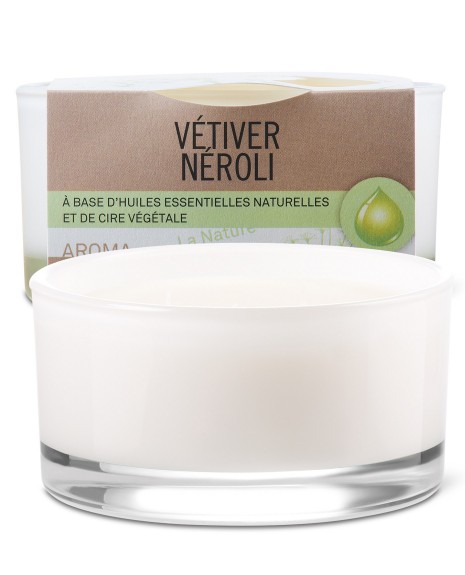 VÉTIVER
NÉROLI
À BASE D'HUILES ESSENTIELLES NATURELLES
ET DE CIRE VÉGÉTALE
AROMA
La Nature